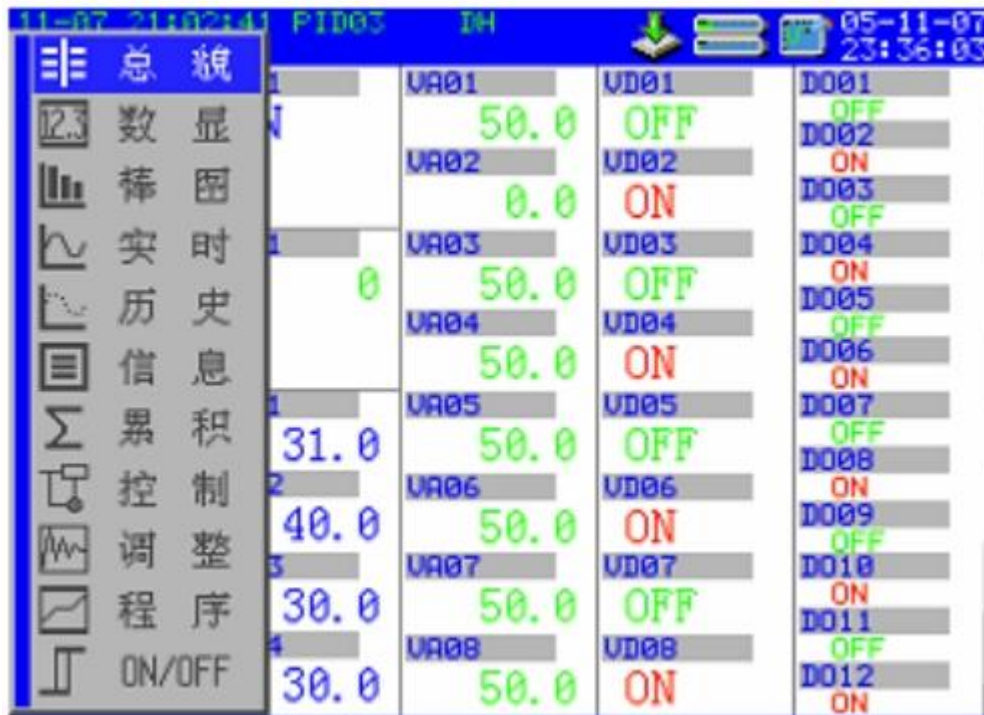 11-07 21:02:41 PID03 DH
05-11-07
23:36:03
总貌
12.3 数显
棒图
实时
历史
信息
累积
控制
调整
程序
ON/OFF
0
31.0
40.0
30.0
30.0
VA01
50.0
VA02
0.0
VA03
50.0
VA04
50.0
VA05
50.0
VA06
50.0
VA07
50.0
VA08
50.0
VD01
OFF
VD02
ON
VD03
OFF
VD04
ON
VD05
OFF
VD06
ON
VD07
OFF
VD08
ON
DO01
OFF
DO02
ON
DO03
OFF
DO04
ON
DO05
OFF
DO06
ON
DO07
OFF
DO08
ON
DO09
OFF
DO10
ON
DO11
OFF
DO12
ON